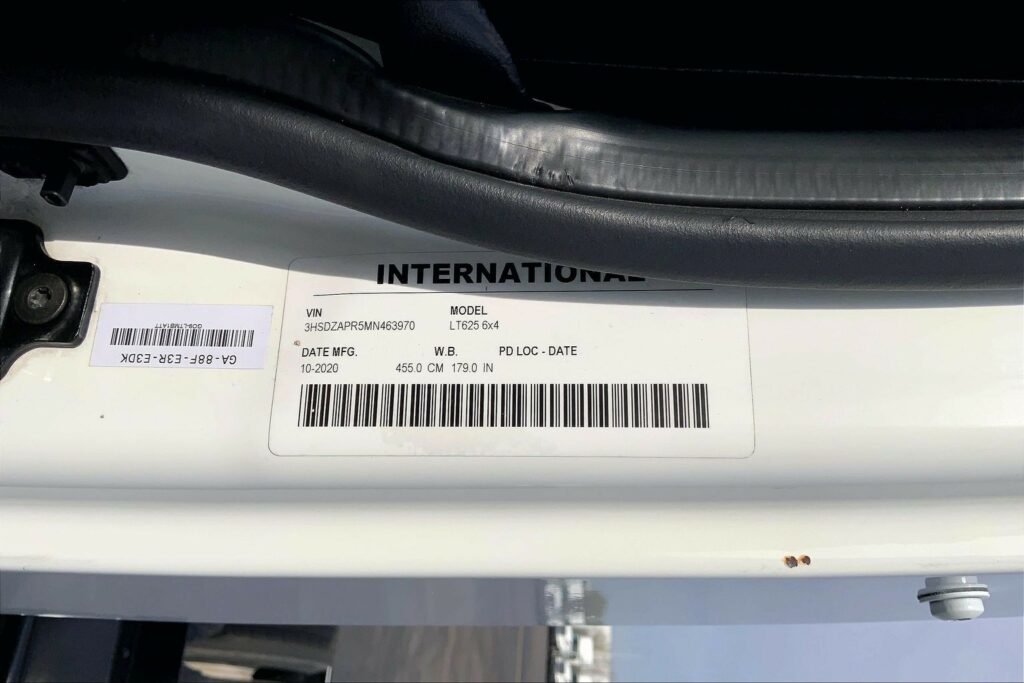 INTERNATIONAL
VIN MODEL
3HSDZAPR5MN463970 LT625 6x4
DATE MFG. W.B. PD LOC - DATE
10-2020 455.0 CM 179.0 IN
GA-88F-E3R-E3DK